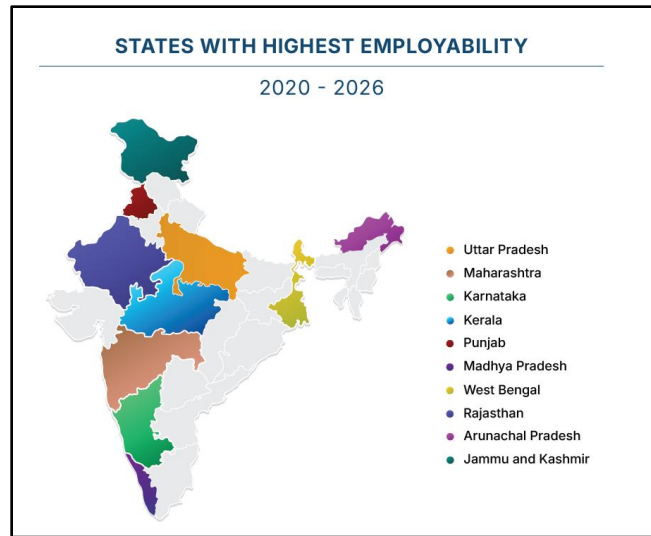 STATES WITH HIGHEST EMPLOYABILITY
2020 - 2026
Uttar Pradesh
Maharashtra
Karnataka
Kerala
Punjab
Madhya Pradesh
West Bengal
Rajasthan
Arunachal Pradesh
Jammu and Kashmir